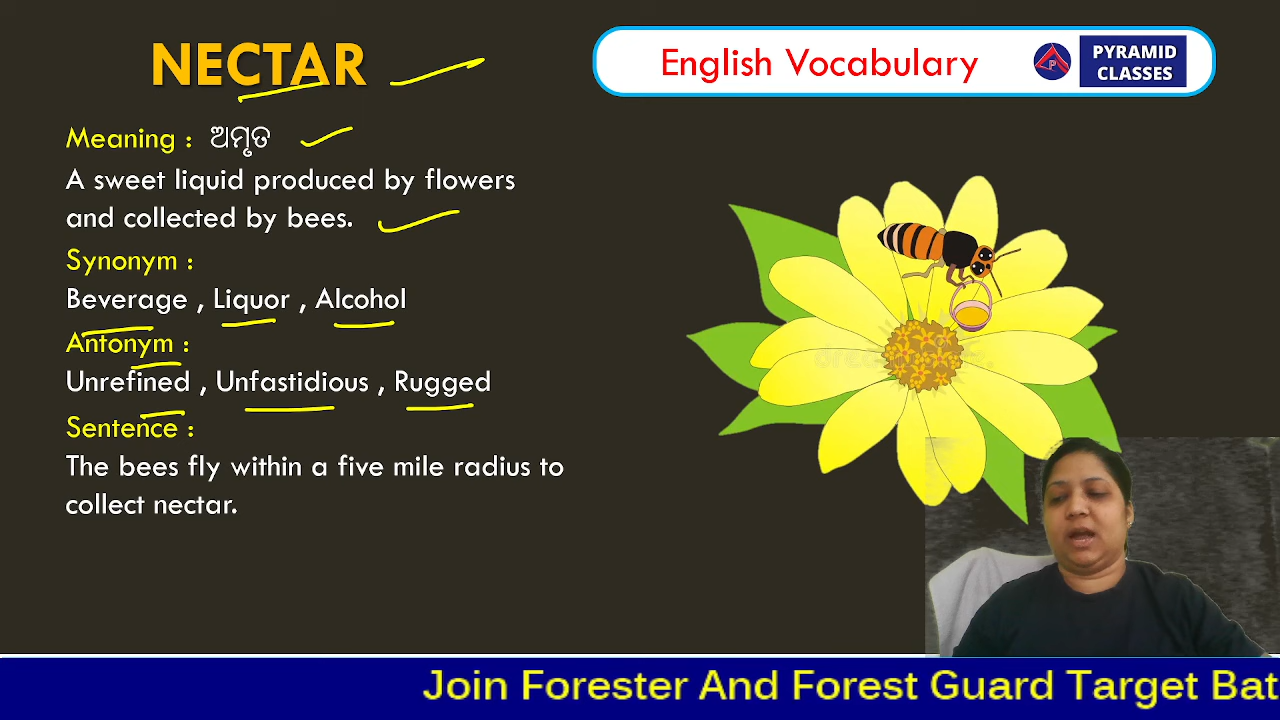 NECTAR
English Vocabulary
PYRAMID
CLASSES
Meaning : ଅମୃତ
A sweet liquid produced by flowers
and collected by bees.
Synonym :
Beverage , Liquor , Alcohol
Antonym :
Unrefined , Unfastidious , Rugged
Sentence :
The bees fly within a five mile radius to
collect nectar.
Join Forester And Forest Guard Target Bat